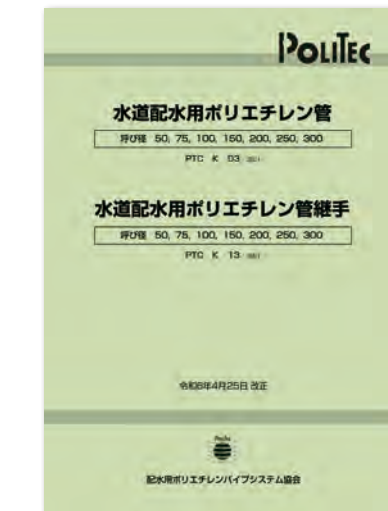 POLITEC
水道配水用ポリエチレン管
呼び径 50, 75, 100, 150, 200, 250, 300
PTC K 03
水道配水用ポリエチレン管継手
呼び径 50, 75, 100, 150, 200, 250, 300
PTC K 13
令和6年4月25日 改正
配水用ポリエチレンパイプシステム協会